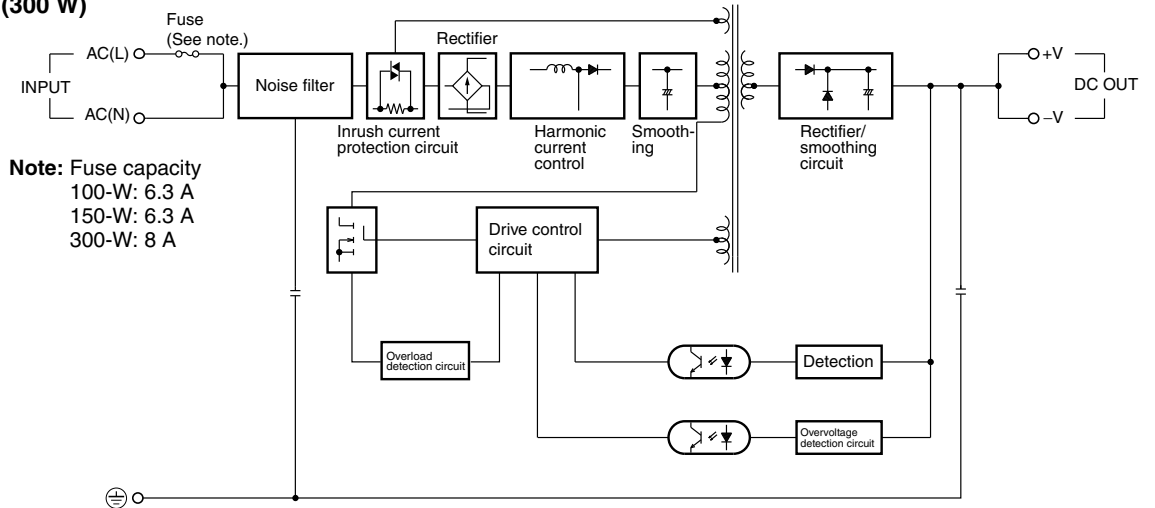 (300 W)
Fuse
(See note.)
Rectifier
AC(L)
INPUT
AC(N)
Noise filter
+V
DC OUT
–V
Inrush current
protection circuit
Harmonic
current
control
Smooth-
ing
Rectifier/
smoothing
circuit
Note: Fuse capacity
100-W: 6.3 A
150-W: 6.3 A
300-W: 8 A
Drive control
circuit
Overload
detection circuit
Detection
Overvoltage
detection circuit